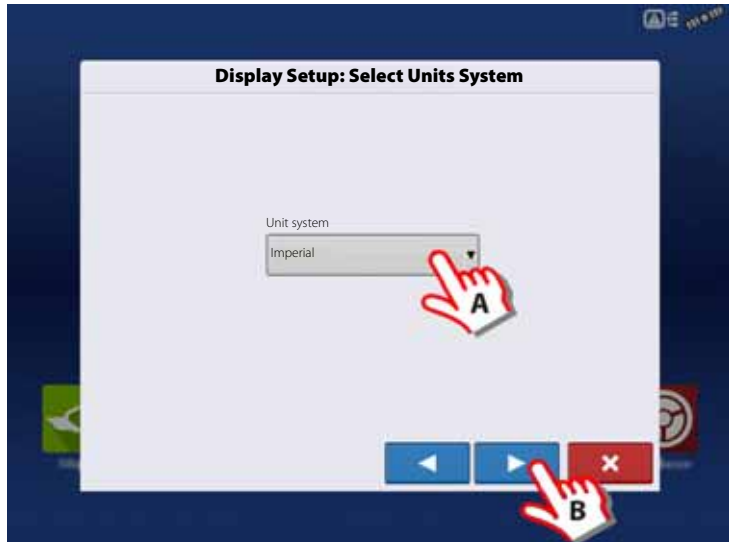 Display Setup: Select Units System
Unit system
Imperial
A
B